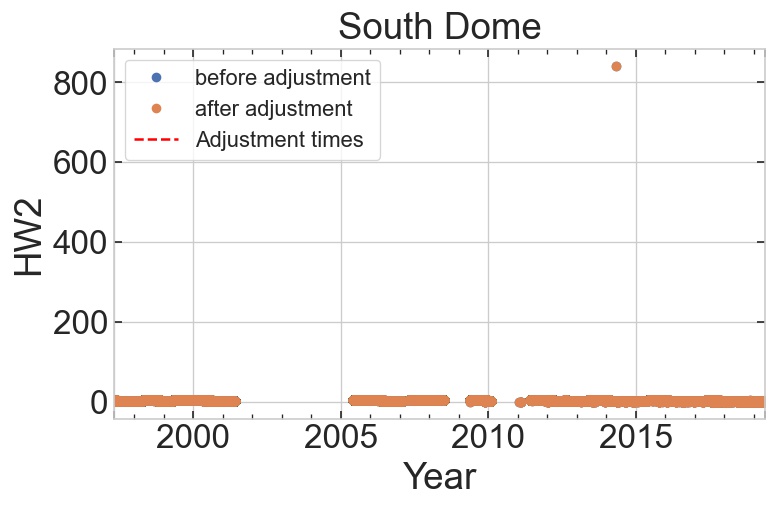 South Dome
before adjustment
after adjustment
Adjustment times
HW2
800
600
400
200
0
2000
2005
2010
2015
Year